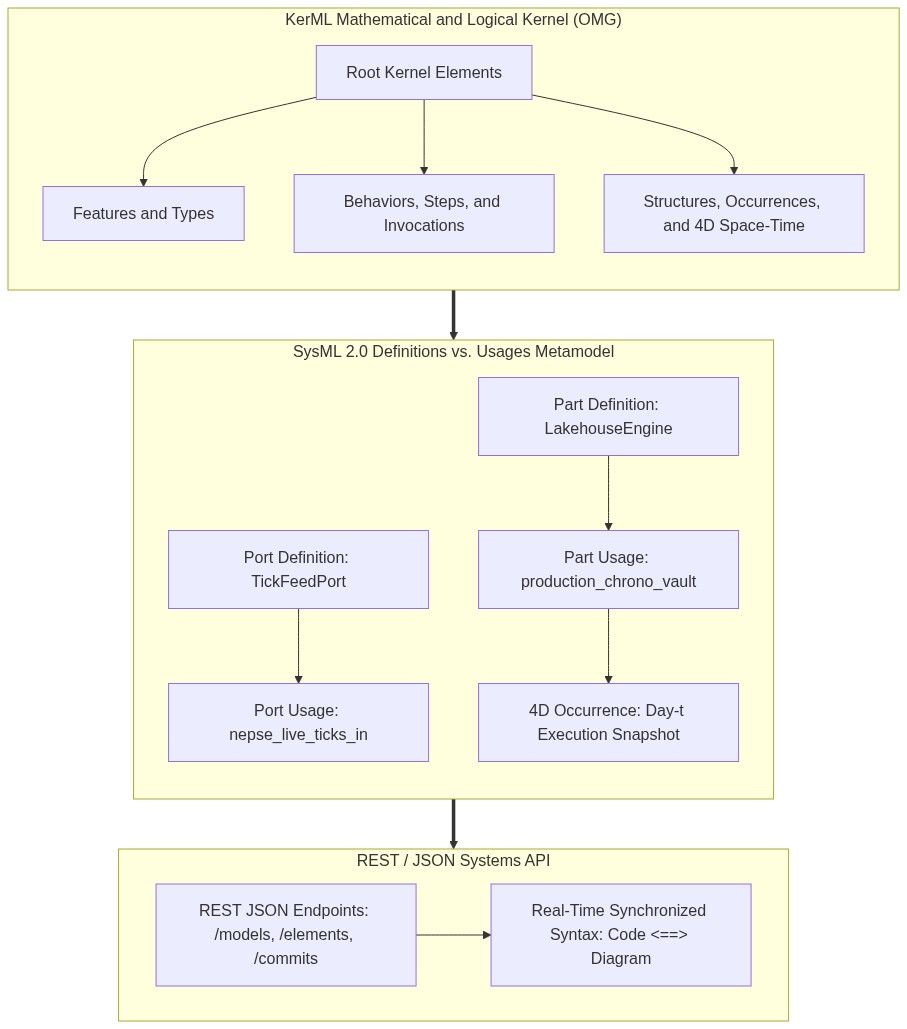 KerML Mathematical and Logical Kernel (OMG)
Root Kernel Elements
Features and Types
Behaviors, Steps, and
Invocations
Structures, Occurrences,
and 4D Space-Time
SysML 2.0 Definitions vs. Usages Metamodel
Part Definition:
LakehouseEngine
Port Definition:
TickFeedPort
Part Usage:
production_chrono_vault
Port Usage:
nepse_live_ticks_in
4D Occurrence: Day-t
Execution Snapshot
REST / JSON Systems API
REST JSON Endpoints:
/models, /elements,
/commits
Real-Time Synchronized
Syntax: Code <==>
Diagram